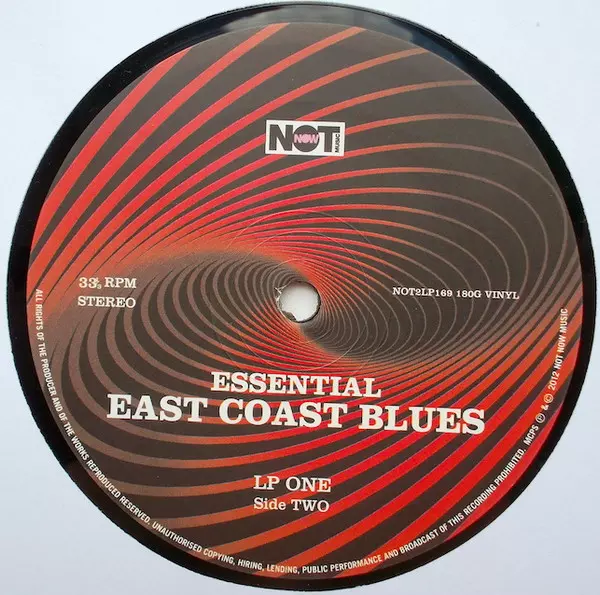 NOT
NOW
MUSIC
33⅓ RPM
STEREO
NOT2LP169 180G VINYL
ESSENTIAL
EAST COAST BLUES
LP ONE
Side TWO
ALL RIGHTS OF THE PRODUCER AND OF THE WORKS REPRODUCED RESERVED. UNAUTHORISED COPYING, HIRING, LENDING, PUBLIC PERFORMANCE AND BROADCAST OF THIS RECORDING PROHIBITED. MCPS ℗ & © 2012 NOT NOW MUSIC